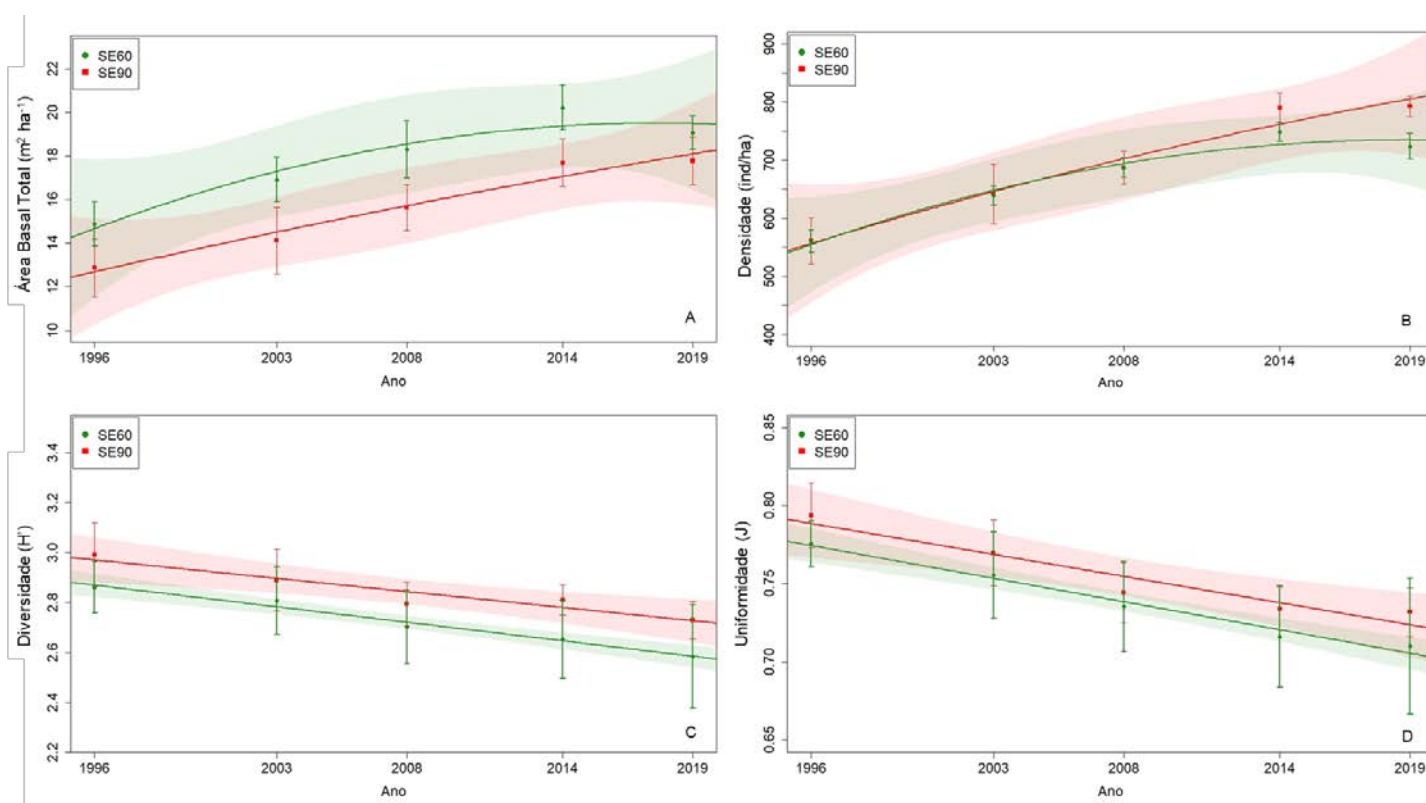 SE60
SE90
Área Basal Total (m² ha⁻¹)
22
20
18
16
14
12
10
A
1996
2003
2008
2014
2019
Ano
SE60
SE90
Densidade (ind/ha)
900
800
700
600
500
400
B
1996
2003
2008
2014
2019
Ano
SE60
SE90
Diversidade (H')
3.4
3.2
3.0
2.8
2.6
2.4
2.2
C
1996
2003
2008
2014
2019
Ano
SE60
SE90
Uniformidade (J)
0.85
0.80
0.75
0.70
0.65
D
1996
2003
2008
2014
2019
Ano